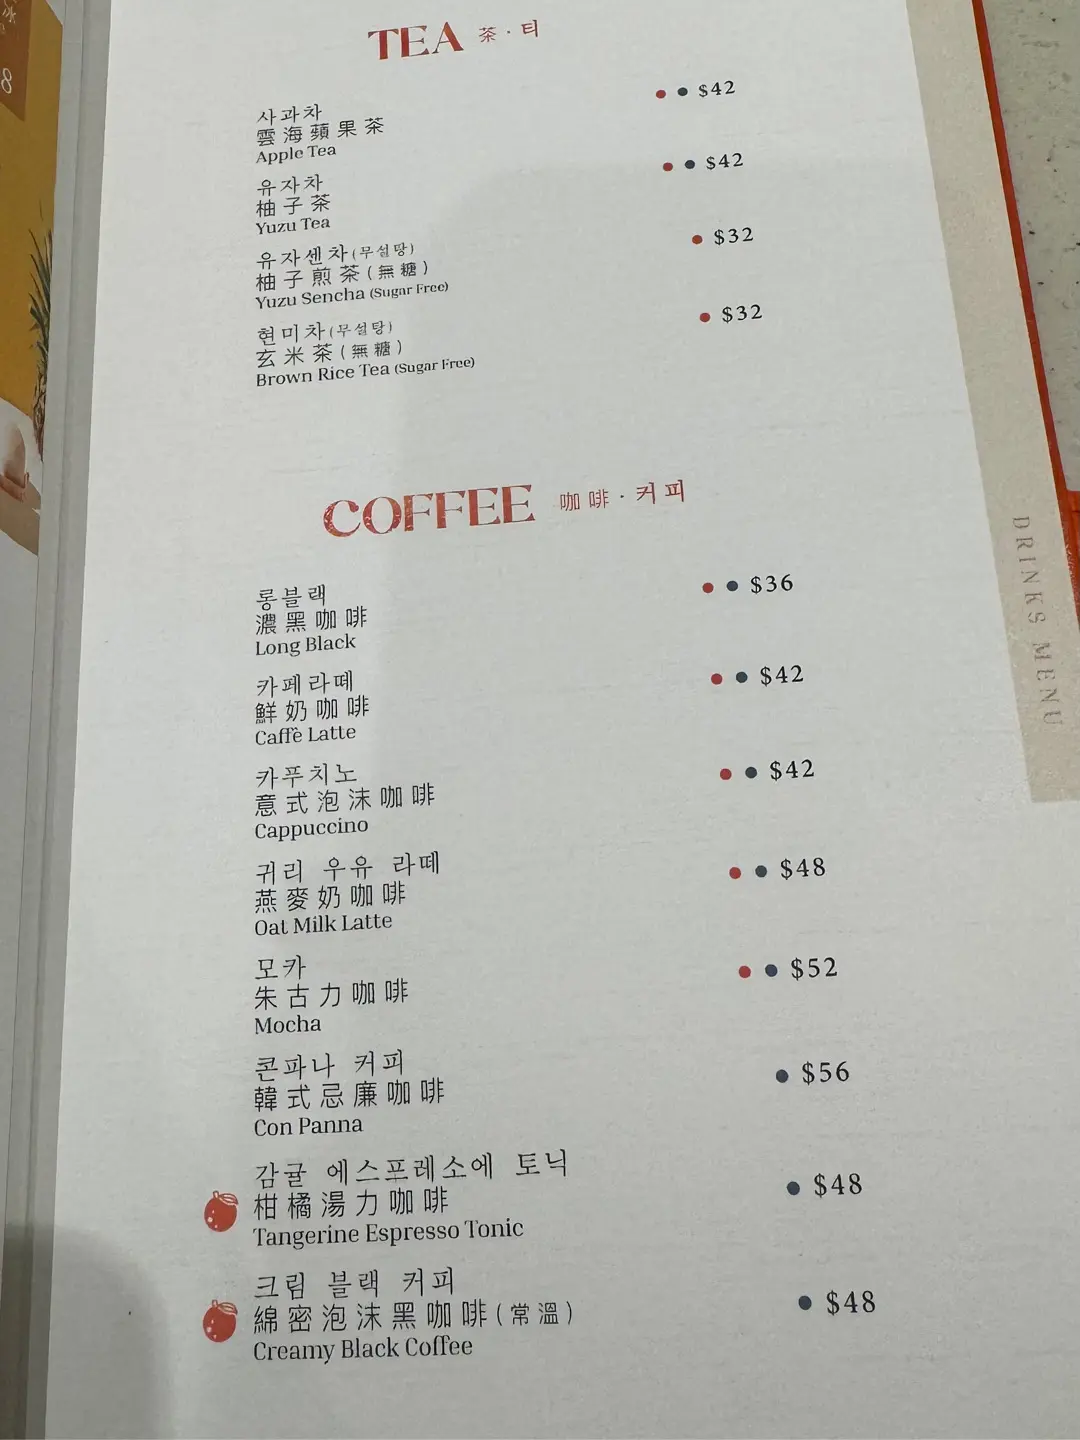 TEA 茶·티
사과차
雲海蘋果茶
Apple Tea
$42
유자차
柚子茶
Yuzu Tea
$42
유자센차(무설탕)
柚子煎茶(無糖)
Yuzu Sencha (Sugar Free)
$32
현미차(무설탕)
玄米茶(無糖)
Brown Rice Tea (Sugar Free)
$32
COFFEE 咖啡·커피
롱블랙
濃黑咖啡
Long Black
$36
카페라떼
鮮奶咖啡
Caffè Latte
$42
카푸치노
意式泡沫咖啡
Cappuccino
$42
귀리 우유 라떼
燕麥奶咖啡
Oat Milk Latte
$48
모카
朱古力咖啡
Mocha
$52
콘파나 커피
韓式忌廉咖啡
Con Panna
$56
감귤 에스프레소에 토닉
柑橘湯力咖啡
Tangerine Espresso Tonic
$48
크림 블랙 커피
綿密泡沫黑咖啡(常溫)
Creamy Black Coffee
$48
DRINKS MENU
8